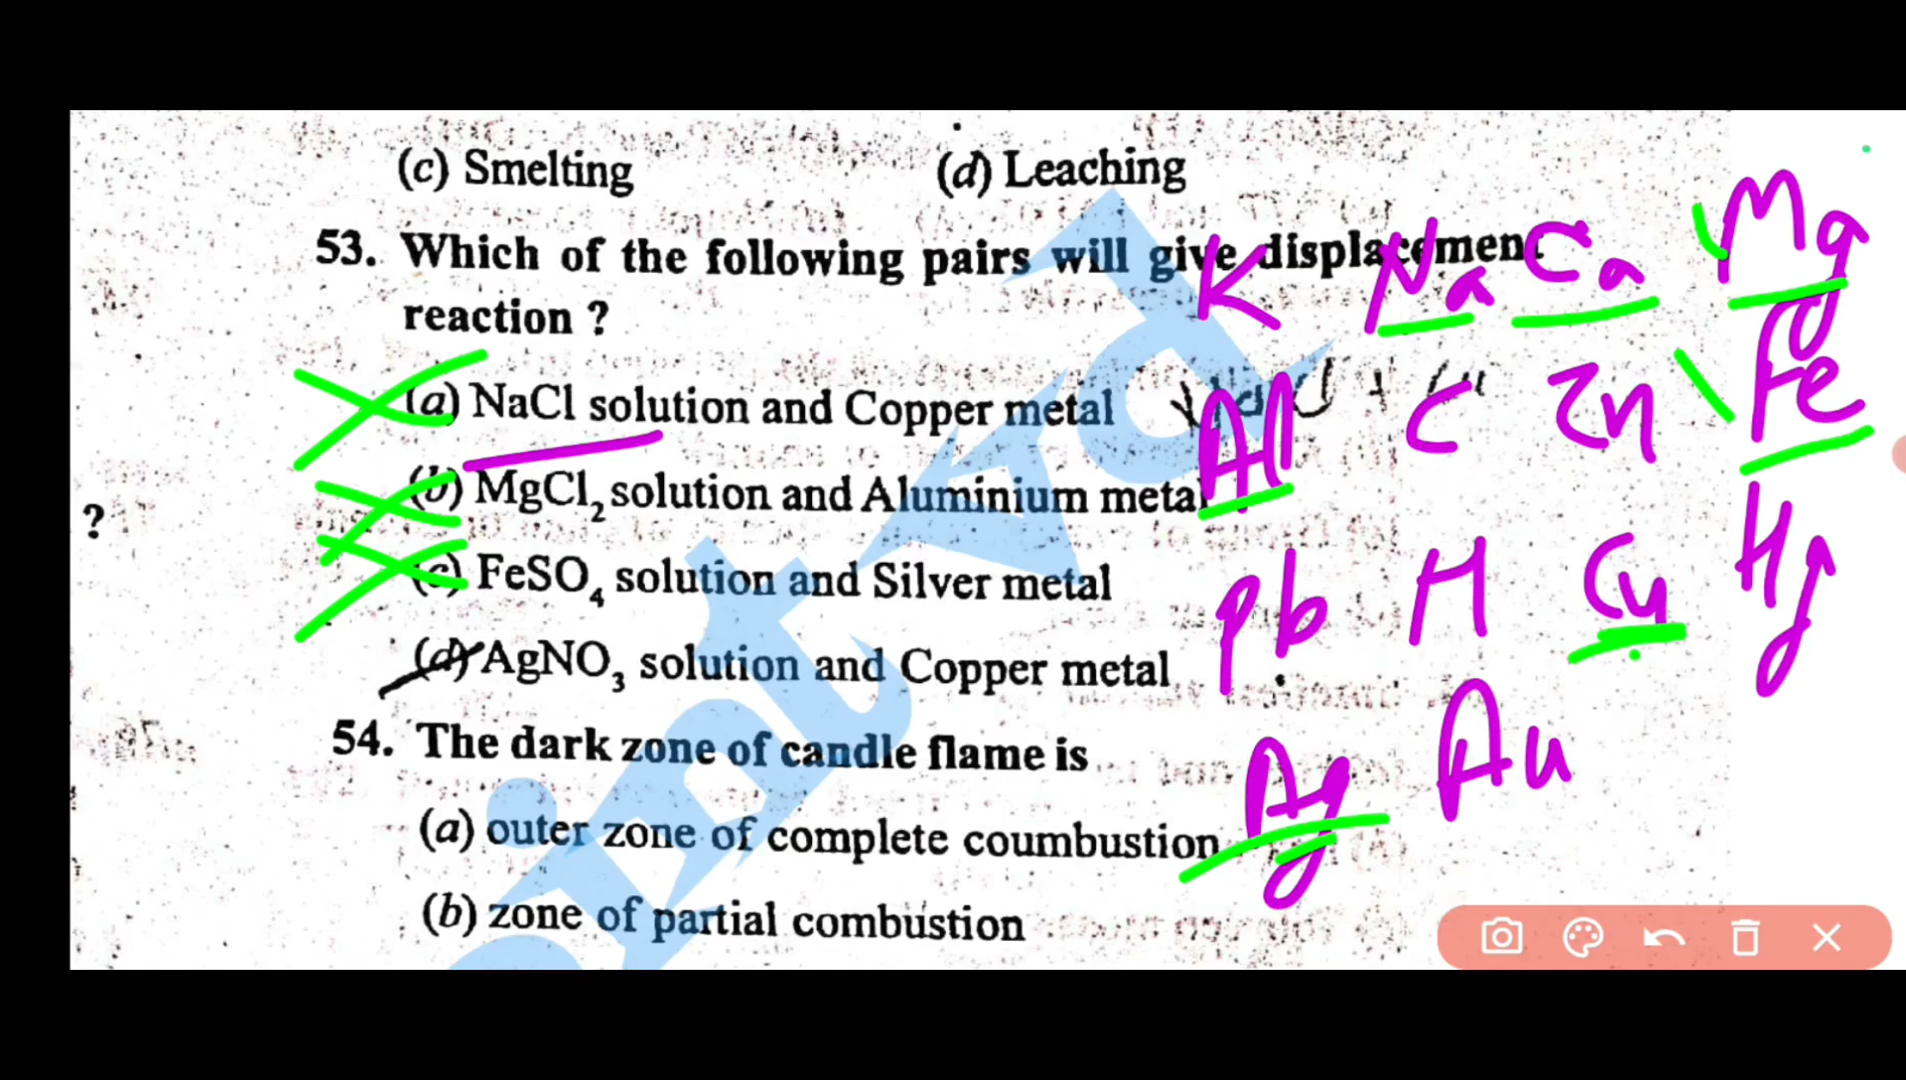 (c) Smelting (d) Leaching
53. Which of the following pairs will give displacement
reaction ?
(a) NaCl solution and Copper metal
(b) MgCl₂ solution and Aluminium metal
?
(c) FeSO₄ solution and Silver metal
(d) AgNO₃ solution and Copper metal
54. The dark zone of candle flame is
(a) outer zone of complete coumbustion
(b) zone of partial combustion
K Na Ca Mg
Al C Zn Fe
Pb H Cu Hg
Ag Au